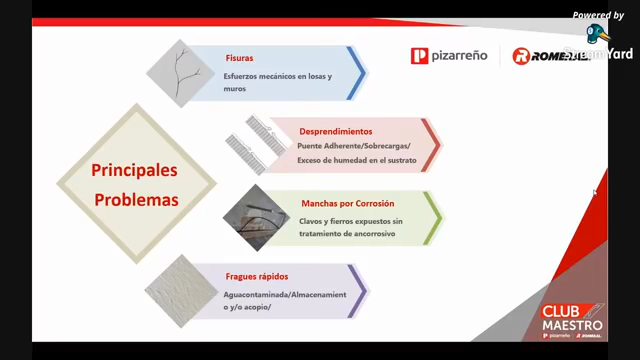 Powered by
StreamYard
pizarreño
ROMERAL
Fisuras
Esfuerzos mecánicos en losas y
muros
Desprendimientos
Puente Adherente/Sobrecargas/
Exceso de humedad en el sustrato
Principales
Problemas
Manchas por Corrosión
Clavos y fierros expuestos sin
tratamiento de ancorrosivo
Fragues rápidos
Aguacontaminada/Almacenamient
o y/o acopio/
CLUB
MAESTRO
pizarreño
ROMERAL